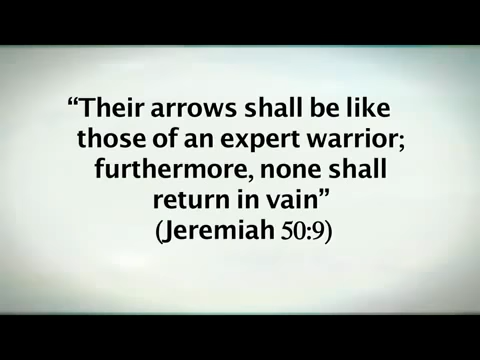 “Their arrows shall be like
those of an expert warrior;
furthermore, none shall
return in vain”
(Jeremiah 50:9)